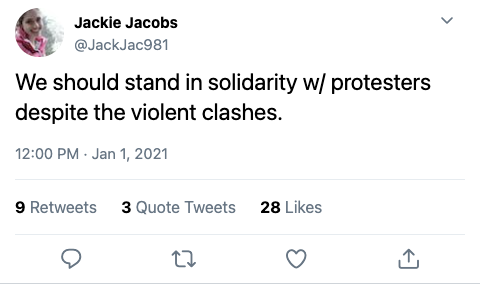 Jackie Jacobs
@JackJac981
We should stand in solidarity w/ protesters
despite the violent clashes.
12:00 PM · Jan 1, 2021
9 Retweets 3 Quote Tweets 28 Likes